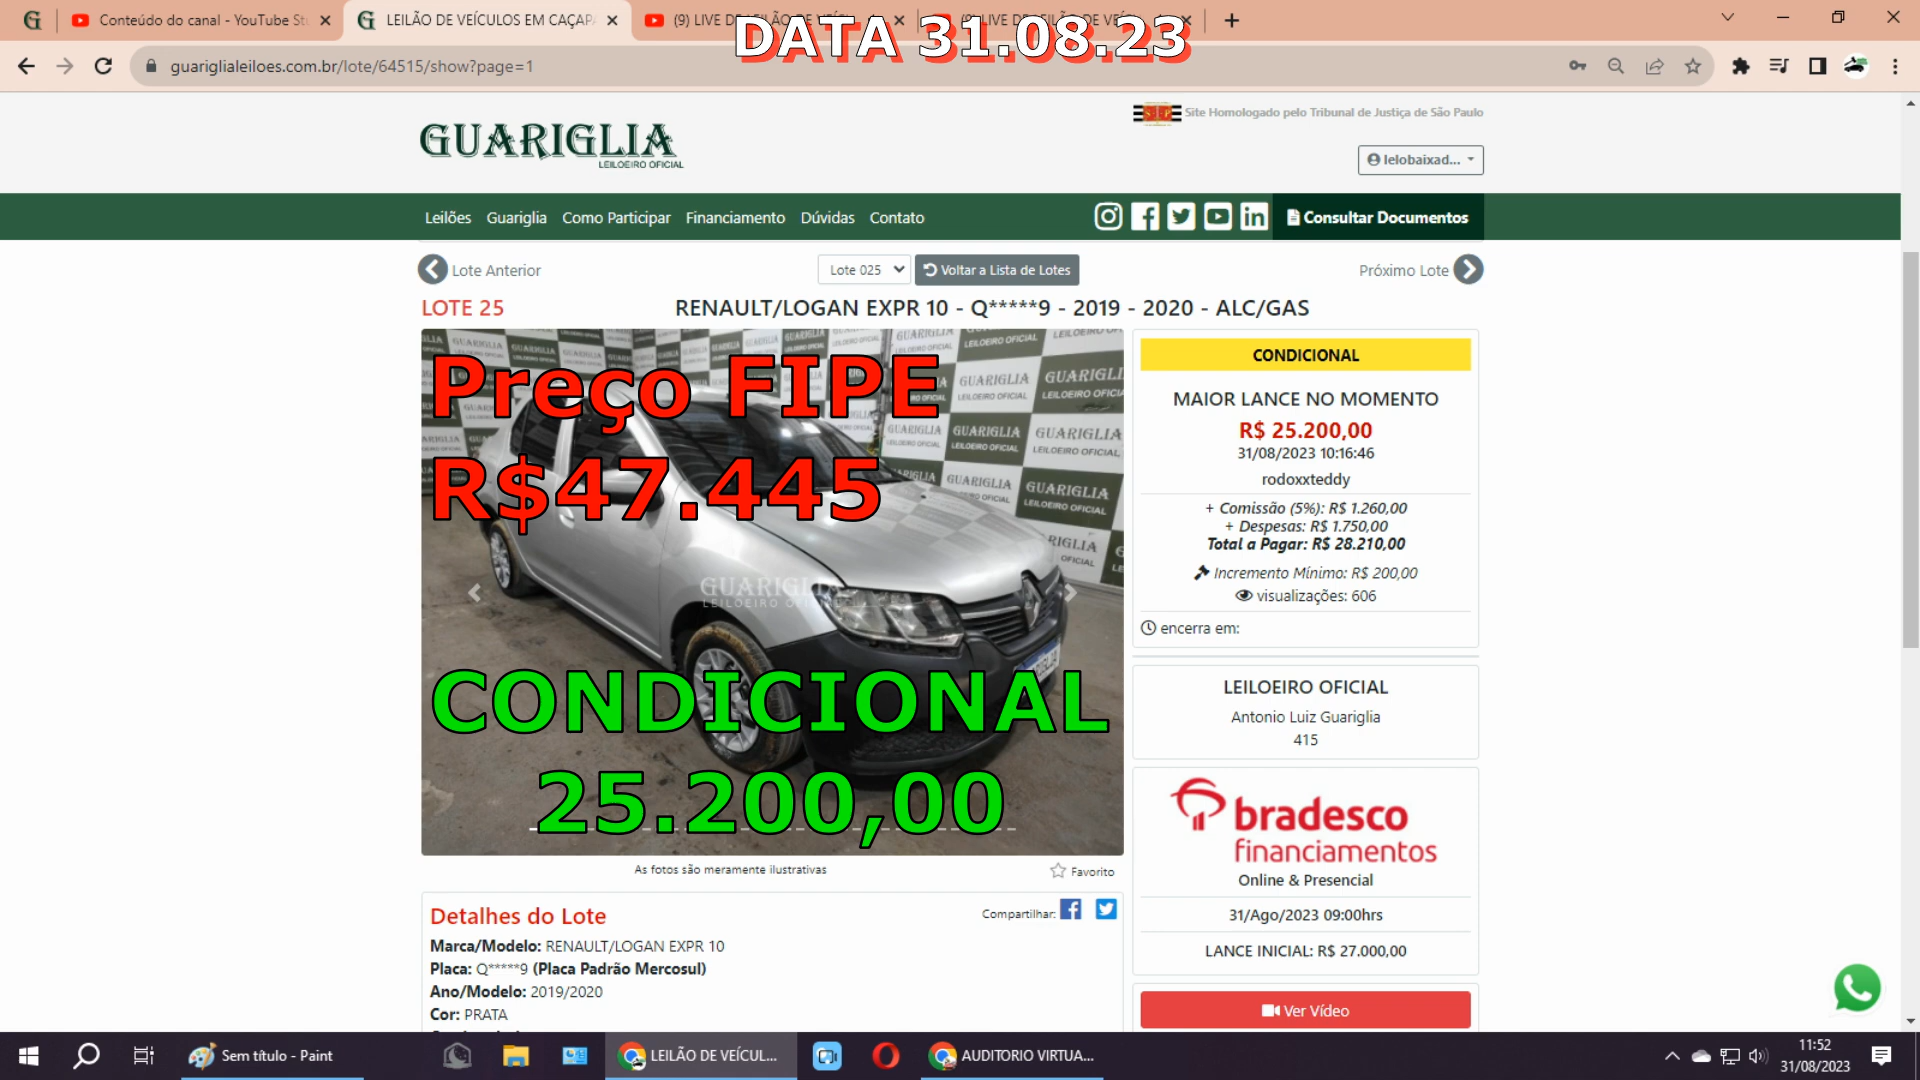 Conteúdo do canal - YouTube St
LEILÃO DE VEÍCULOS EM CAÇAPA
DATA 31.08.23
guariglialeiloes.com.br/lote/64515/show?page=1
GUARIGLIA
LEILOEIRO OFICIAL
Site Homologado pelo Tribunal de Justiça de São Paulo
lelobaixad...
Leilões
Guariglia
Como Participar
Financiamento
Dúvidas
Contato
Consultar Documentos
Lote Anterior
Lote 025
Voltar a Lista de Lotes
Próximo Lote
LOTE 25
RENAULT/LOGAN EXPR 10 - Q*****9 - 2019 - 2020 - ALC/GAS
Preço FIPE
R$47.445
GUARIGLIA
LEILOEIRO OFICIAL
CONDICIONAL
25.200,00
As fotos são meramente ilustrativas
Favorito
CONDICIONAL
MAIOR LANCE NO MOMENTO
R$ 25.200,00
31/08/2023 10:16:46
rodoxxteddy
+ Comissão (5%): R$ 1.260,00
+ Despesas: R$ 1.750,00
Total a Pagar: R$ 28.210,00
Incremento Mínimo: R$ 200,00
visualizações: 606
encerra em:
LEILOEIRO OFICIAL
Antonio Luiz Guariglia
415
bradesco
financiamentos
Online & Presencial
31/Ago/2023 09:00hrs
LANCE INICIAL: R$ 27.000,00
Ver Vídeo
Detalhes do Lote
Compartilhar:
Marca/Modelo: RENAULT/LOGAN EXPR 10
Placa: Q*****9 (Placa Padrão Mercosul)
Ano/Modelo: 2019/2020
Cor: PRATA
Sem título - Paint
LEILÃO DE VEÍCUL...
AUDITORIO VIRTUA...
11:52
31/08/2023